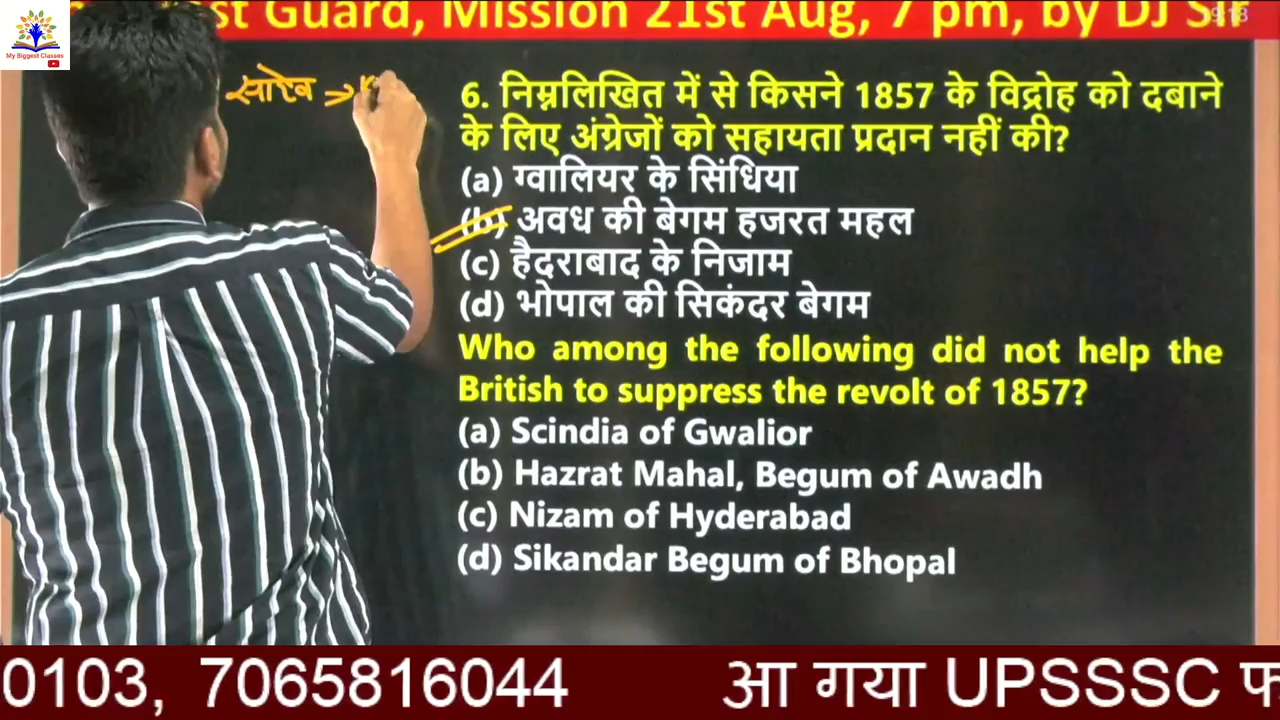 st Guard, Mission 21st Aug, 7 pm, by DJ Sir
9:18
My Biggest Classes
साहेब →
6. निम्नलिखित में से किसने 1857 के विद्रोह को दबाने
के लिए अंग्रेजों को सहायता प्रदान नहीं की?
(a) ग्वालियर के सिंधिया
(b) अवध की बेगम हजरत महल
(c) हैदराबाद के निजाम
(d) भोपाल की सिकंदर बेगम
Who among the following did not help the
British to suppress the revolt of 1857?
(a) Scindia of Gwalior
(b) Hazrat Mahal, Begum of Awadh
(c) Nizam of Hyderabad
(d) Sikandar Begum of Bhopal
0103, 7065816044 आ गया UPSSSC फ